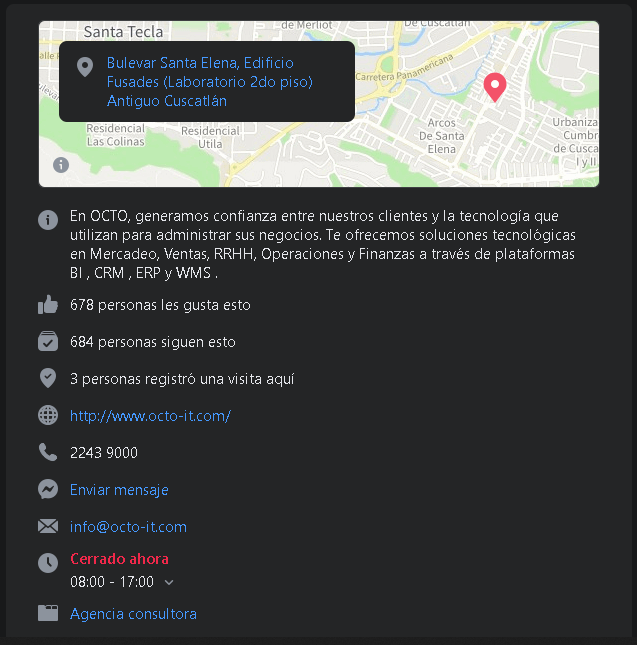 Santa Tecla
de Merliot
De Cuscatlán
Bulevar Santa Elena, Edificio
Fusades (Laboratorio 2do piso)
Antiguo Cuscatlán
Carretera Panamericana
Residencial
Las Colinas
Residencial
Utila
Arcos
De Santa
Elena
Urbaniza
Cumbr
de Cusca
I y II
En OCTO, generamos confianza entre nuestros clientes y la tecnología que
utilizan para administrar sus negocios. Te ofrecemos soluciones tecnológicas
en Mercadeo, Ventas, RRHH, Operaciones y Finanzas a través de plataformas
BI , CRM , ERP y WMS .
678 personas les gusta esto
684 personas siguen esto
3 personas registró una visita aquí
http://www.octo-it.com/
2243 9000
Enviar mensaje
info@octo-it.com
Cerrado ahora
08:00 - 17:00
Agencia consultora